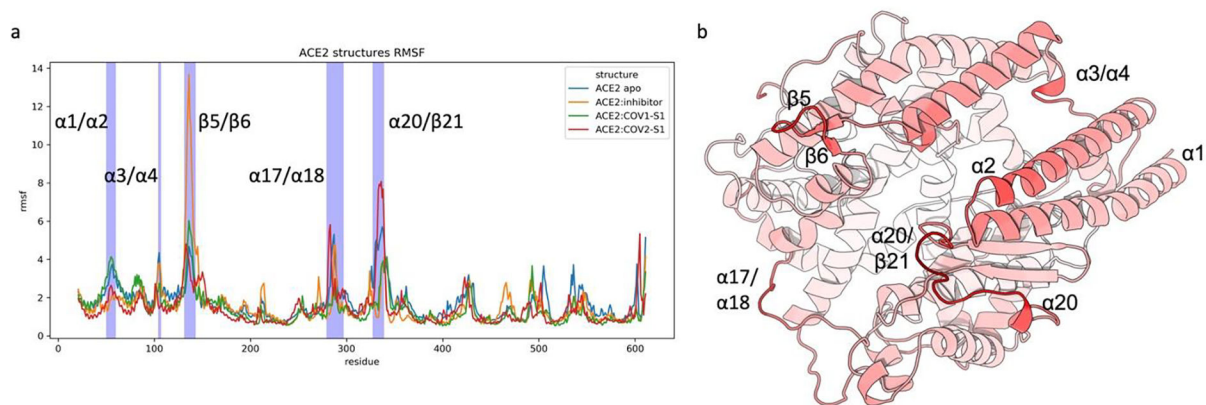 a
ACE2 structures RMSF
structure
ACE2 apo
ACE2:inhibitor
ACE2:COV1-S1
ACE2:COV2-S1
α1/α2
α3/α4
β5/β6
α17/α18
α20/β21
rmsf
14
12
10
8
6
4
2
0
0
100
200
300
400
500
600
residue
b
α3/α4
β5
β6
α2
α1
α20/
β21
α17/
α18
α20